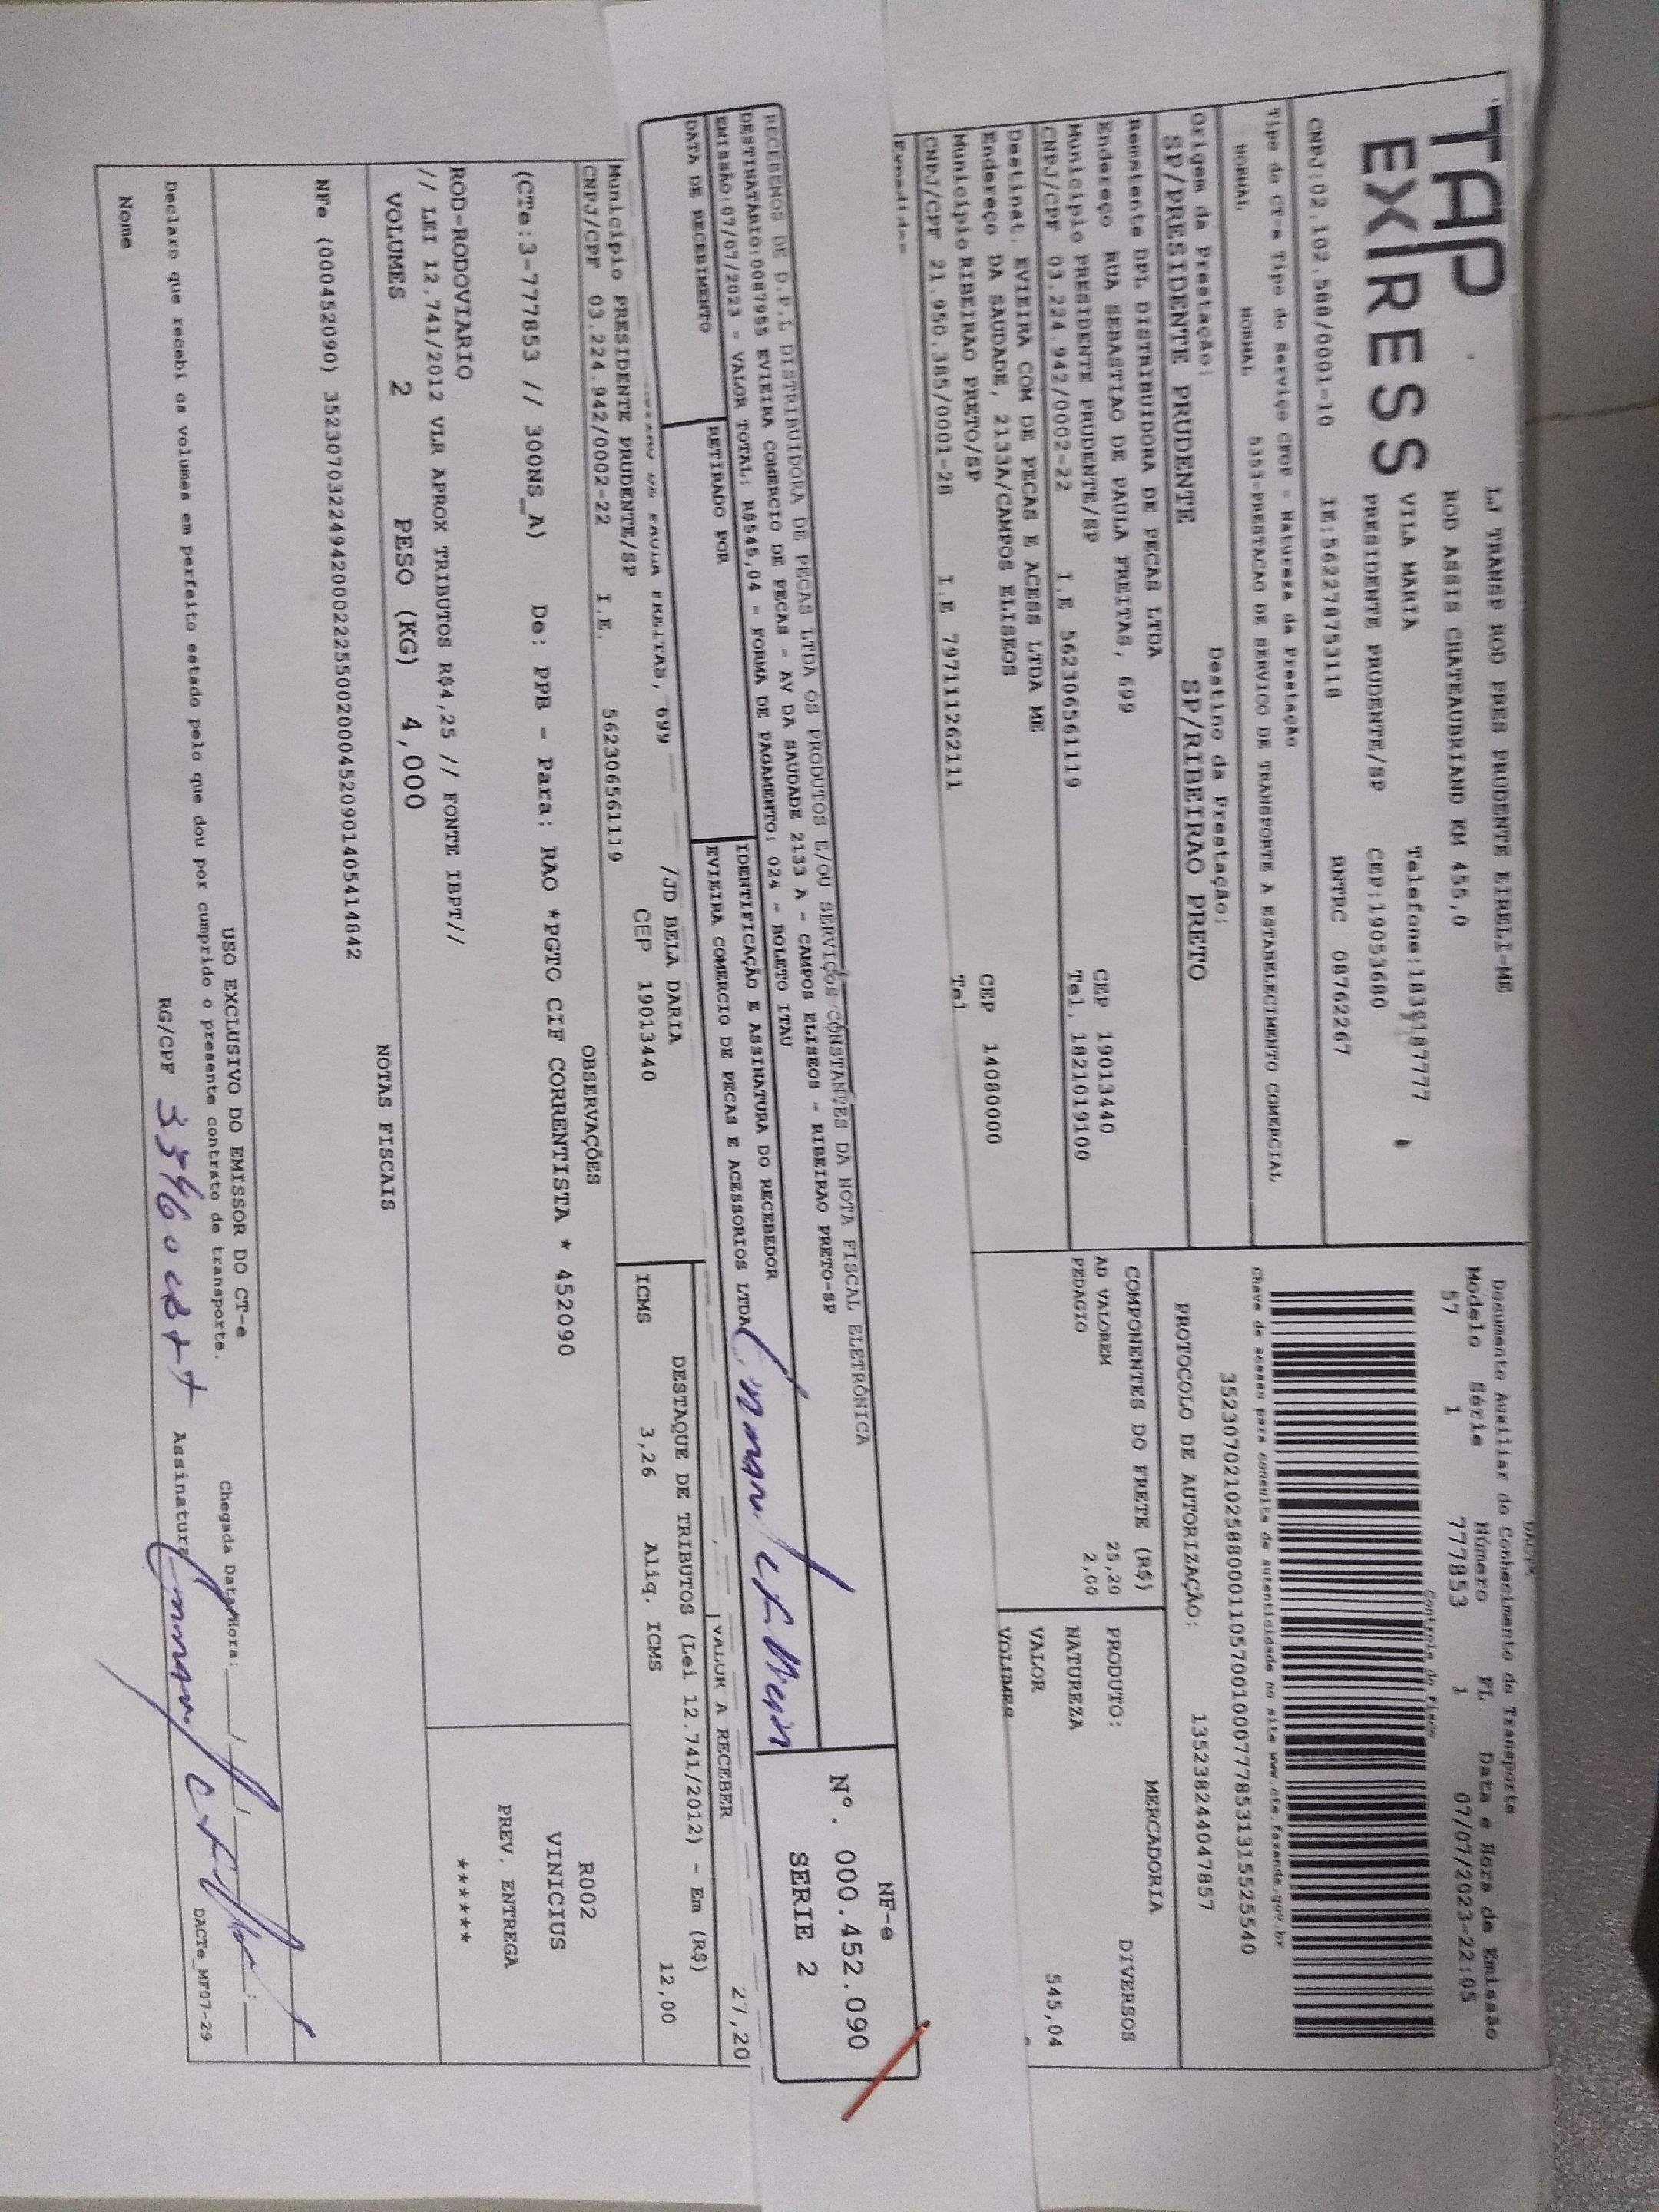 TAP
EXPRESS
LJ TRANSP ROD PRES PRUDENTE EIRELI-ME
ROD ASSIS CHATEAUBRIAND KM 455,0
VILA MARIA Telefone:1839187777
PRESIDENTE PRUDENTE/SP CEP:19053680
CNPJ:02.102.588/0001-10 IE:562278753118 RNTRC 08762267
DACTE
Documento Auxiliar do Conhecimento de Transporte
Modelo Série Número FL Data e Hora de Emissão
57 1 777853 1 07/07/2023-22:05
Controle do Fisco
Tipo do CT-e Tipo do Serviço CFOP - Natureza da Prestação
NORMAL NORMAL 5353-PRESTACAO DE SERVICO DE TRANSPORTE A ESTABELECIMENTO COMERCIAL
Chave de acesso para consulta de autenticidade no site www.cte.fazenda.gov.br
35230702102588000110570010007778531315525540
Origem da Prestação: Destino da Prestação:
SP/PRESIDENTE PRUDENTE SP/RIBEIRAO PRETO
PROTOCOLO DE AUTORIZAÇÃO: 135238244047857
Remetente DPL DISTRIBUIDORA DE PECAS LTDA
Endereço RUA SEBASTIAO DE PAULA FREITAS, 699 CEP 19013440
Município PRESIDENTE PRUDENTE/SP Tel. 1821019100
CNPJ/CPF 03.224.942/0002-22 I.E 562306561119
COMPONENTES DO FRETE (R$)
AD VALOREM 25,20
PEDAGIO 2,00
MERCADORIA
PRODUTO: DIVERSOS
NATUREZA
VALOR 545,04
VOLUMES
Destinat. EVIEIRA COM DE PECAS E ACESS LTDA ME
Endereço DA SAUDADE, 2133A/CAMPOS ELISEOS CEP 14080000
Município RIBEIRAO PRETO/SP Tel
CNPJ/CPF 21.950.385/0001-28 I.E 797111262111
RECEBEMOS DE D.P.L DISTRIBUIDORA DE PECAS LTDA OS PRODUTOS E/OU SERVIÇOS CONSTANTES DA NOTA FISCAL ELETRÔNICA
DESTINATÁRIO:0087955 EVIEIRA COMERCIO DE PECAS - AV DA SAUDADE 2133 A - CAMPOS ELISEOS - RIBEIRAO PRETO-SP
EMISSÃO:07/07/2023 - VALOR TOTAL: R$545,04 - FORMA DE PAGAMENTO: 024 - BOLETO ITAU
DATA DE RECEBIMENTO RETIRADO POR IDENTIFICAÇÃO E ASSINATURA DO RECEBEDOR
EVIEIRA COMERCIO DE PECAS E ACESSORIOS LTDA
NF-e
Nº. 000.452.090
SERIE 2
DE PAULA FREITAS, 699 /JD BELA DARIA
Município PRESIDENTE PRUDENTE/SP CEP 19013440
CNPJ/CPF 03.224.942/0002-22 I.E. 562306561119
VALOR A RECEBER 27,20
DESTAQUE DE TRIBUTOS (Lei 12.741/2012) - Em (R$)
ICMS 3,26 Aliq. ICMS 12,00
OBSERVAÇÕES
(CTe:3-777853 // 300NS_A) De: PPB - Para: RAO *PGTO CIF CORRENTISTA * 452090
R002
VINICIUS
PREV. ENTREGA
******
ROD-RODOVIARIO
// LEI 12.741/2012 VLR APROX TRIBUTOS R$4,25 // FONTE IBPT//
VOLUMES 2 PESO (KG) 4,000
NOTAS FISCAIS
NFe (000452090) 35230703224942000222550020004520901405414842
USO EXCLUSIVO DO EMISSOR DO CT-e
Declaro que recebi os volumes em perfeito estado pelo que dou por cumprido o presente contrato de transporte.
Chegada Data/Hora: / / :
Nome RG/CPF Assinatura
DACTe_MF07-29